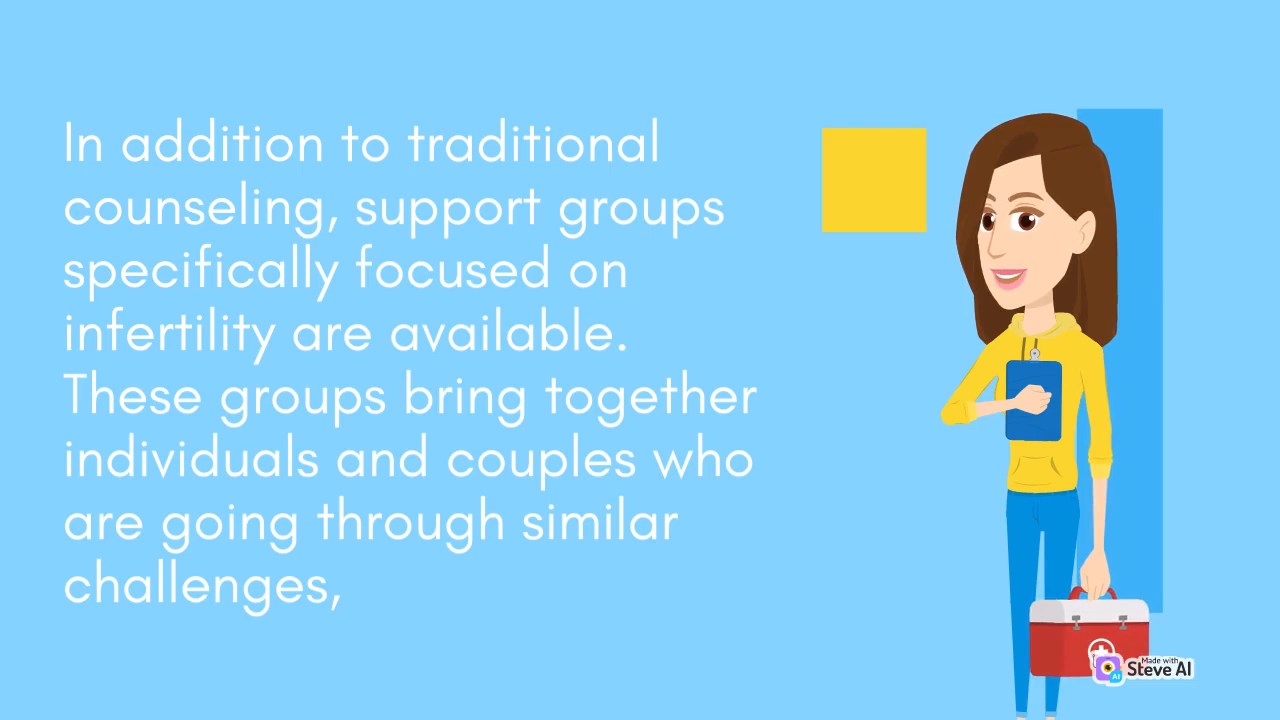 In addition to traditional
counseling, support groups
specifically focused on
infertility are available.
These groups bring together
individuals and couples who
are going through similar
challenges,
Made with
Steve AI
AI